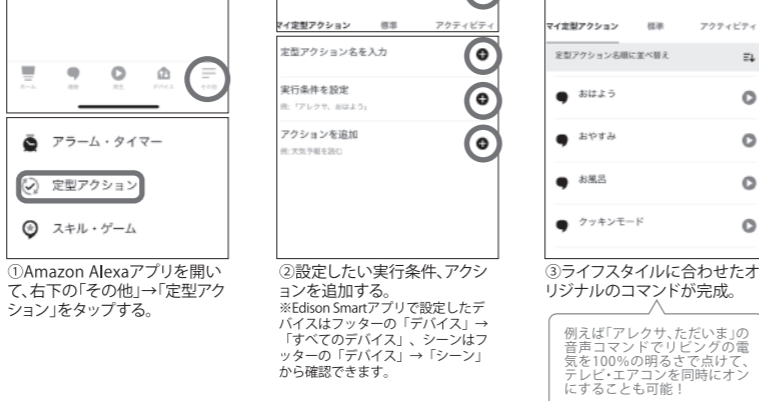 ホーム
通信
再生
デバイス
その他
アラーム・タイマー
定型アクション
スキル・ゲーム
①Amazon Alexaアプリを開い
て、右下の「その他」→「定型アク
ション」をタップする。
マイ定型アクション 標準 アクティビティ
定型アクション名を入力
実行条件を設定
例:「アレクサ、おはよう」
アクションを追加
例:天気予報を読む
②設定したい実行条件、アクシ
ョンを追加する。
※Edison Smartアプリで設定したデ
バイスはフッターの「デバイス」→
「すべてのデバイス」、シーンはフ
ッターの「デバイス」→「シーン」
から確認できます。
マイ定型アクション 標準 アクティビティ
定型アクション名順に並べ替え
おはよう
おやすみ
お風呂
クッキンモード
③ライフスタイルに合わせたオ
リジナルのコマンドが完成。
例えば「アレクサ、ただいま」の
音声コマンドでリビングの電
気を100%の明るさで点けて、
テレビ・エアコンを同時にオン
にすることも可能！